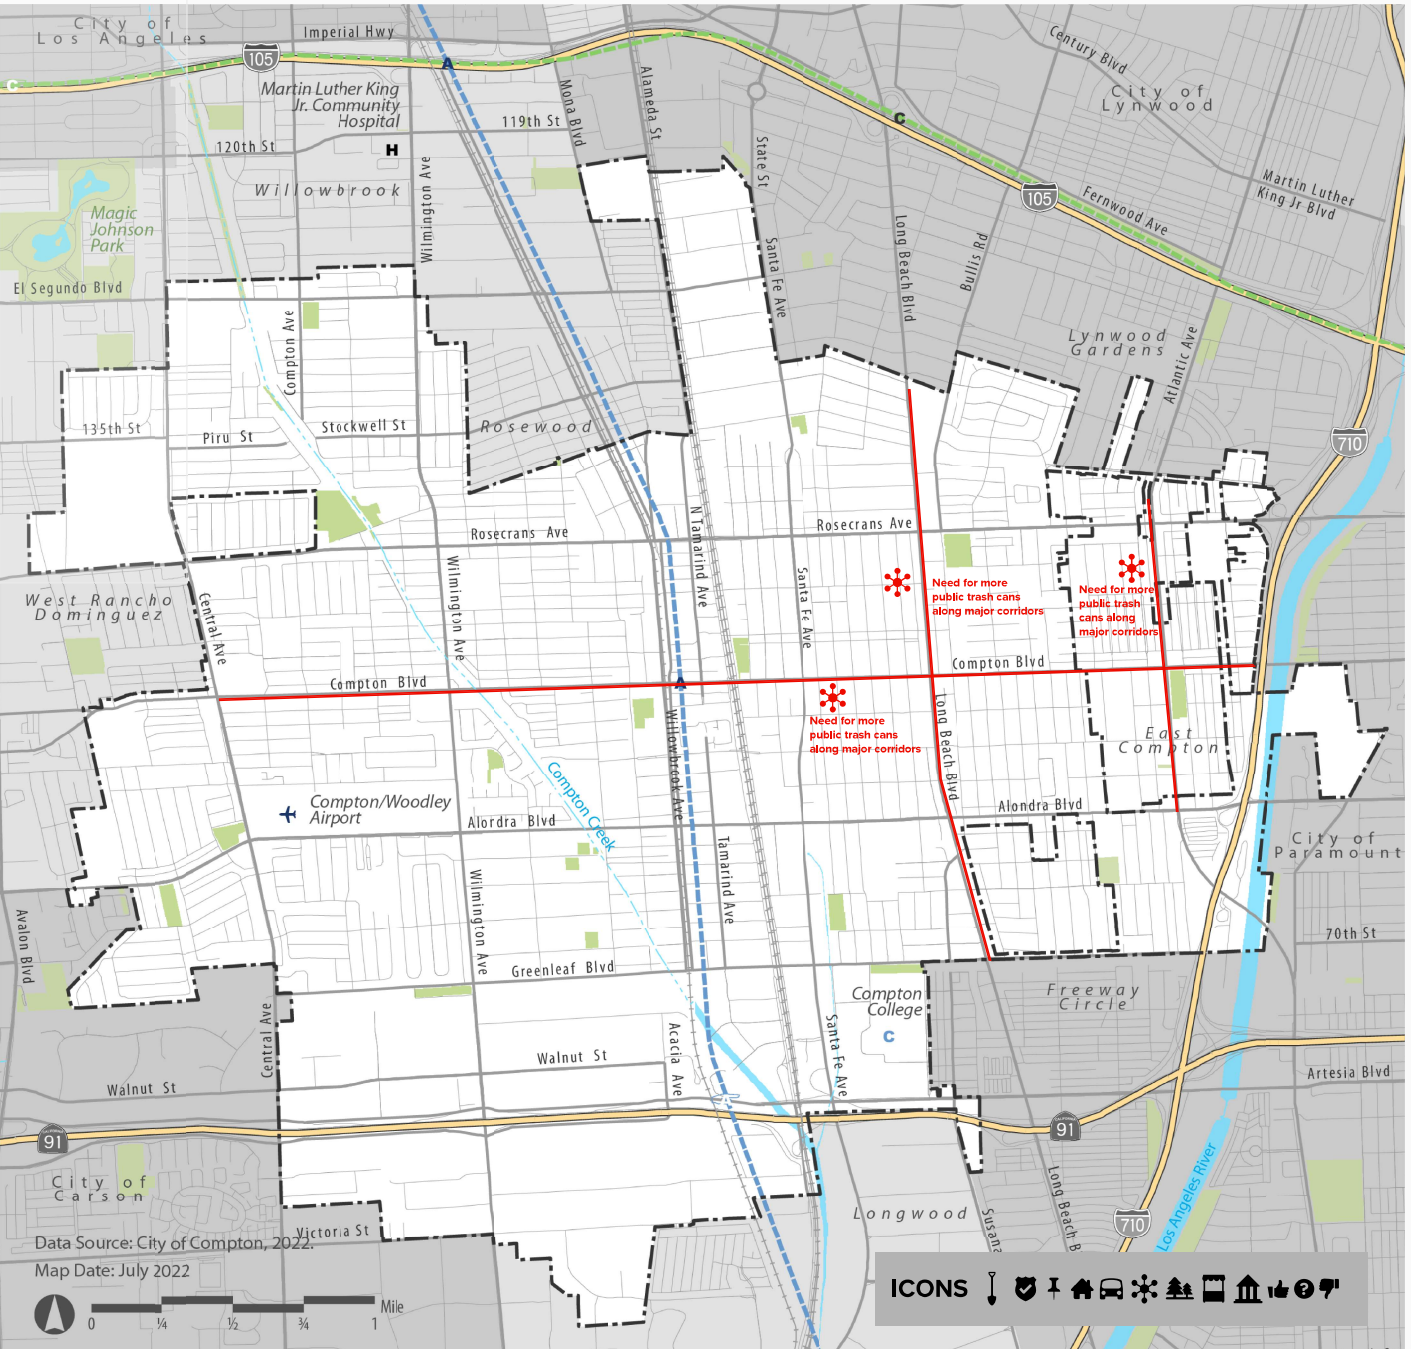 City of
Los Angeles
Imperial Hwy
105
C
A
Martin Luther King
Jr. Community
Hospital
H
119th St
120th St
Mona Blvd
Alameda St
State St
C
Century Blvd
City of
Lynwood
Martin Luther
King Jr Blvd
105
Fernwood Ave
Willowbrook
Wilmington Ave
Magic
Johnson
Park
El Segundo Blvd
Compton Ave
Santa Fe Ave
Long Beach Blvd
Bullis Rd
Lynwood
Gardens
Atlantic Ave
135th St
Piru St
Stockwell St
Rosewood
710
Rosecrans Ave
N Tamarind Ave
Rosecrans Ave
West Rancho
Dominguez
Central Ave
Wilmington Ave
Santa Fe Ave
Need for more
public trash cans
along major corridors
Need for more
public trash
cans along
major corridors
Compton Blvd
A
Compton Blvd
Need for more
public trash cans
along major corridors
Willowbrook Ave
Long Beach Blvd
East
Compton
Compton/Woodley
Airport
Compton Creek
Alordra Blvd
Alondra Blvd
City of
Paramount
Tamarind Ave
Wilmington Ave
Avalon Blvd
70th St
Greenleaf Blvd
Compton
College
C
Freeway
Circle
Central Ave
Acacia Ave
Santa Fe Ave
Walnut St
Walnut St
Artesia Blvd
A
CALIFORNIA
91
CALIFORNIA
91
City of
Carson
Victoria St
Longwood
Susana
Long Beach B
710
Los Angeles River
Data Source: City of Compton, 2022.
Map Date: July 2022
0 ¼ ½ ¾ 1
Mile
ICONS